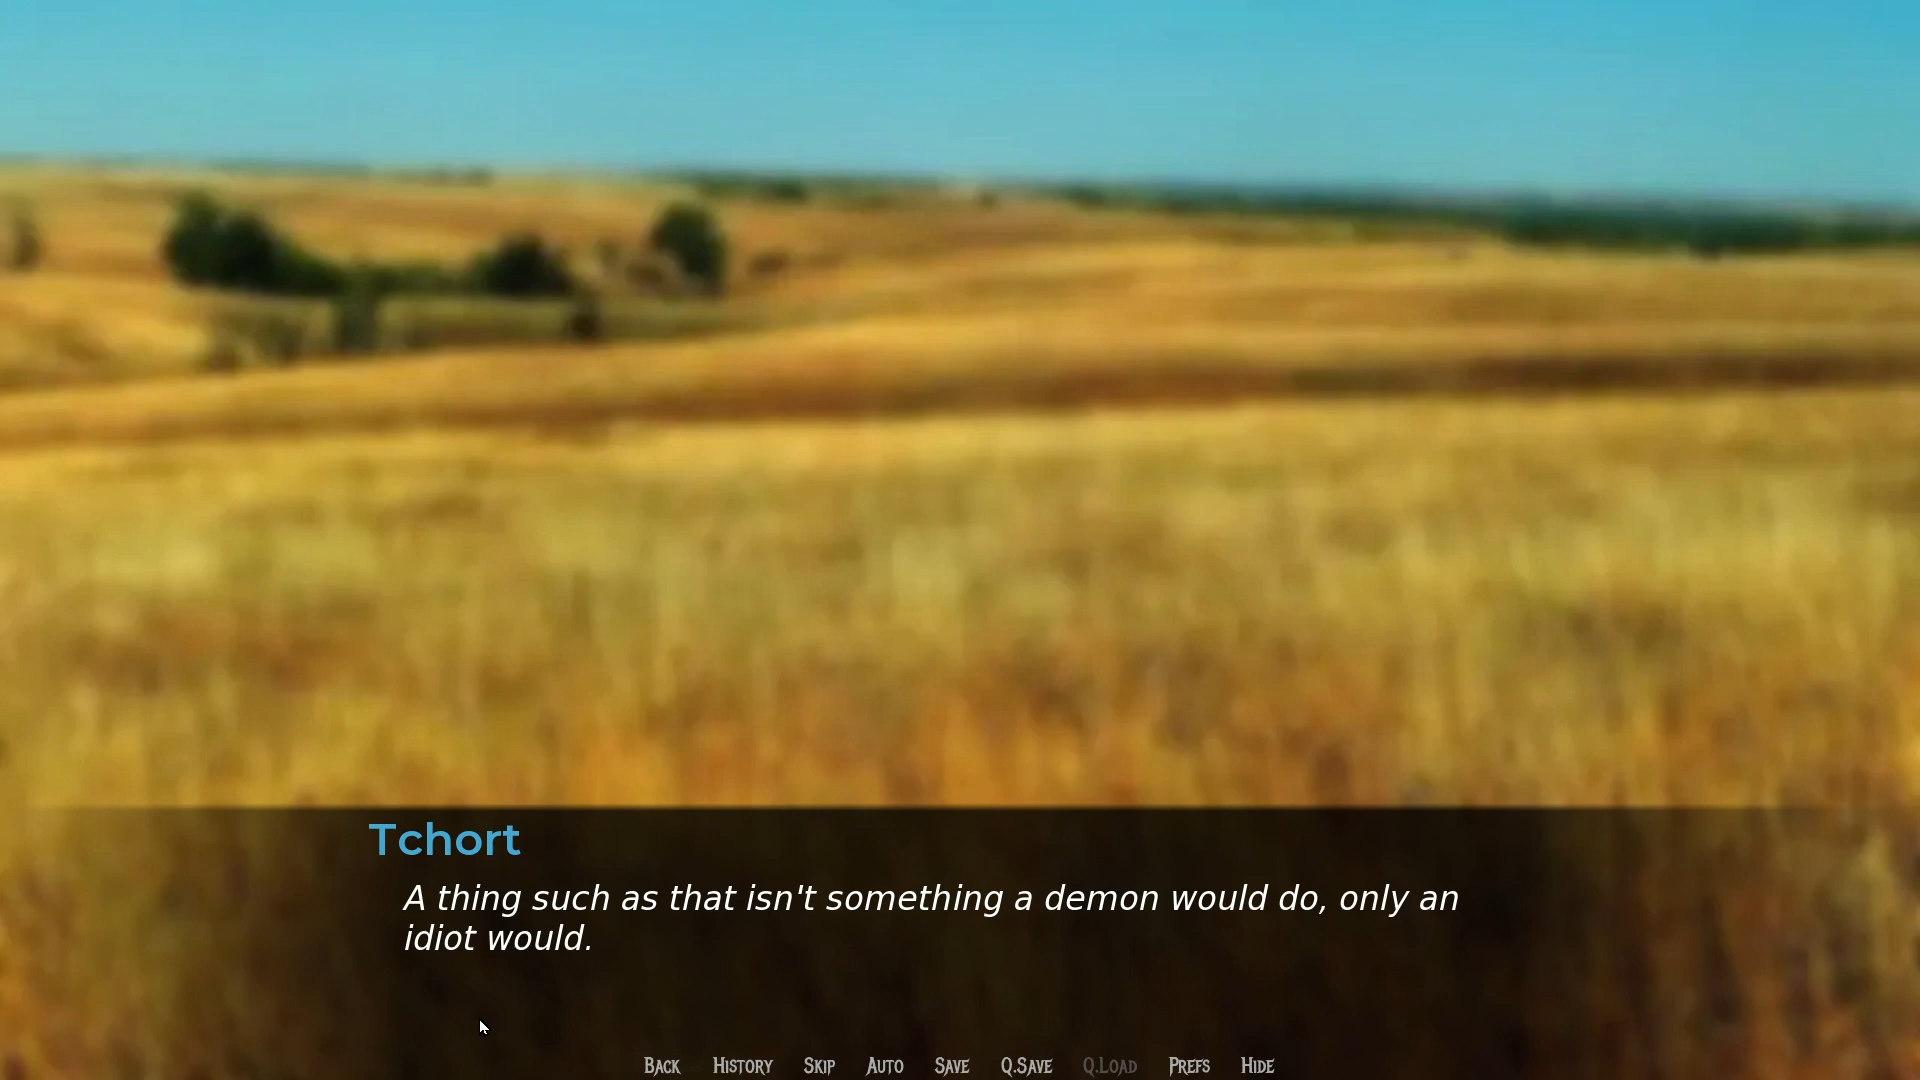 Tchort
A thing such as that isn't something a demon would do, only an
idiot would.
Back History Skip Auto Save Q.Save Q.Load Prefs Hide